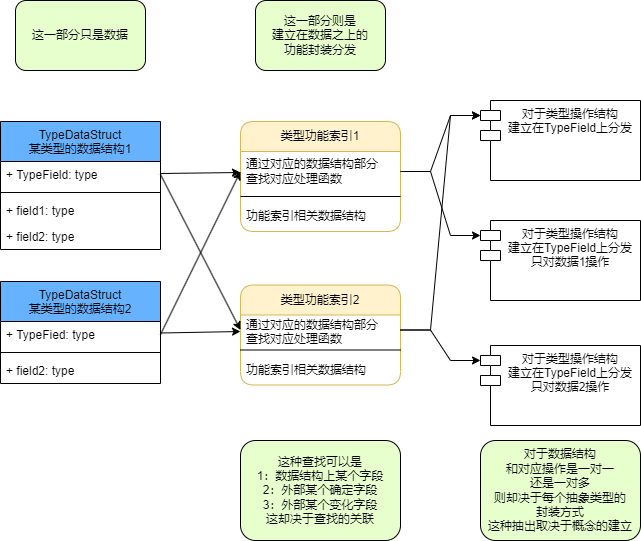 这一部分只是数据
这一部分则是
建立在数据之上的
功能封装分发
TypeDataStruct
某类型的数据结构1
+ TypeField: type
+ field1: type
+ field2: type
类型功能索引1
通过对应的数据结构部分
查找对应处理函数
功能索引相关数据结构
对于类型操作结构
建立在TypeField上分发
对于类型操作结构
建立在TypeField上分发
只对数据1操作
TypeDataStruct
某类型的数据结构2
+ TypeFied: type
+ field2: type
类型功能索引2
通过对应的数据结构部分
查找对应处理函数
功能索引相关数据结构
对于类型操作结构
建立在TypeField上分发
只对数据2操作
这种查找可以是
1：数据结构上某个字段
2：外部某个确定字段
3：外部某个变化字段
这却决于查找的关联
对于数据结构
和对应操作是一对一
还是一对多
则却决于每个抽象类型的
封装方式
这种抽出取决于概念的建立